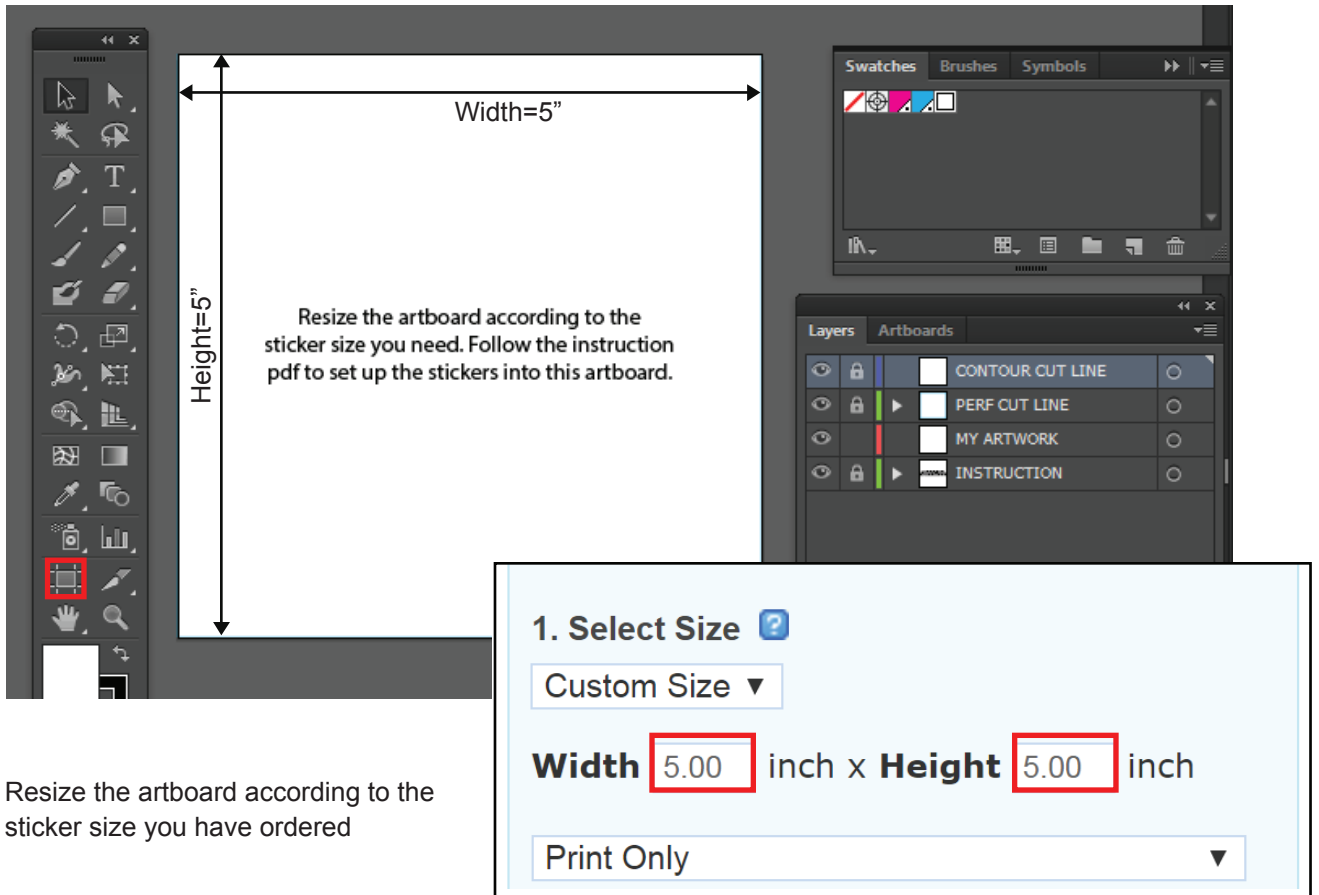 Swatches Brushes Symbols
Width=5”
Height=5”
Resize the artboard according to the
sticker size you need. Follow the instruction
pdf to set up the stickers into this artboard.
Layers Artboards
CONTOUR CUT LINE
PERF CUT LINE
MY ARTWORK
INSTRUCTION
1. Select Size ?
Custom Size ▼
Width 5.00 inch x Height 5.00 inch
Print Only ▼
Resize the artboard according to the
sticker size you have ordered